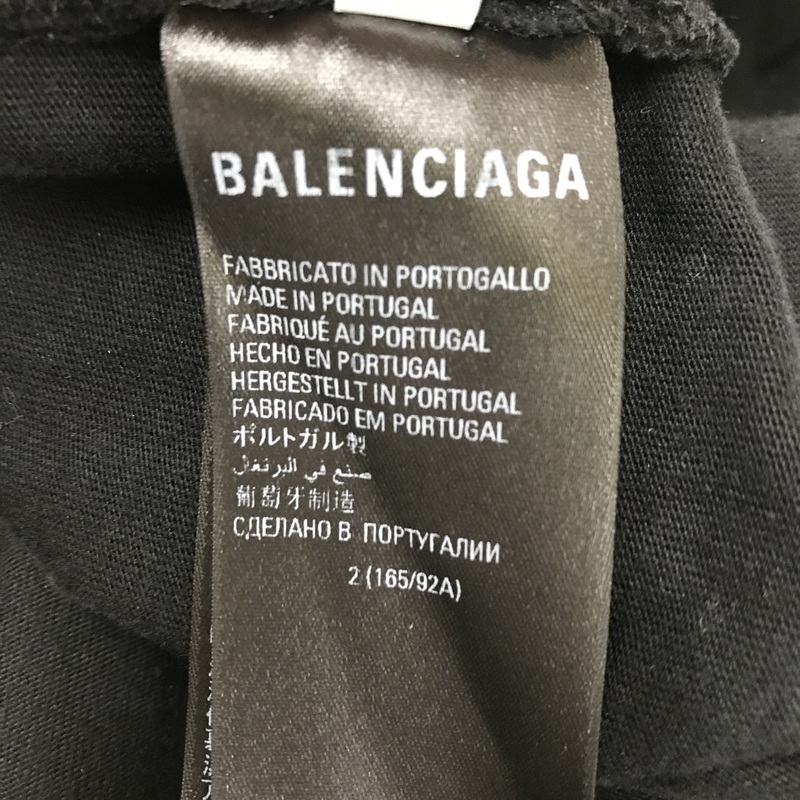 BALENCIAGA
FABBRICATO IN PORTOGALLO
MADE IN PORTUGAL
FABRIQUÉ AU PORTUGAL
HECHO EN PORTUGAL
HERGESTELLT IN PORTUGAL
FABRICADO EM PORTUGAL
ポルトガル製
صنع في البرتغال
葡萄牙制造
СДЕЛАНО В ПОРТУГАЛИИ
2 (165/92A)